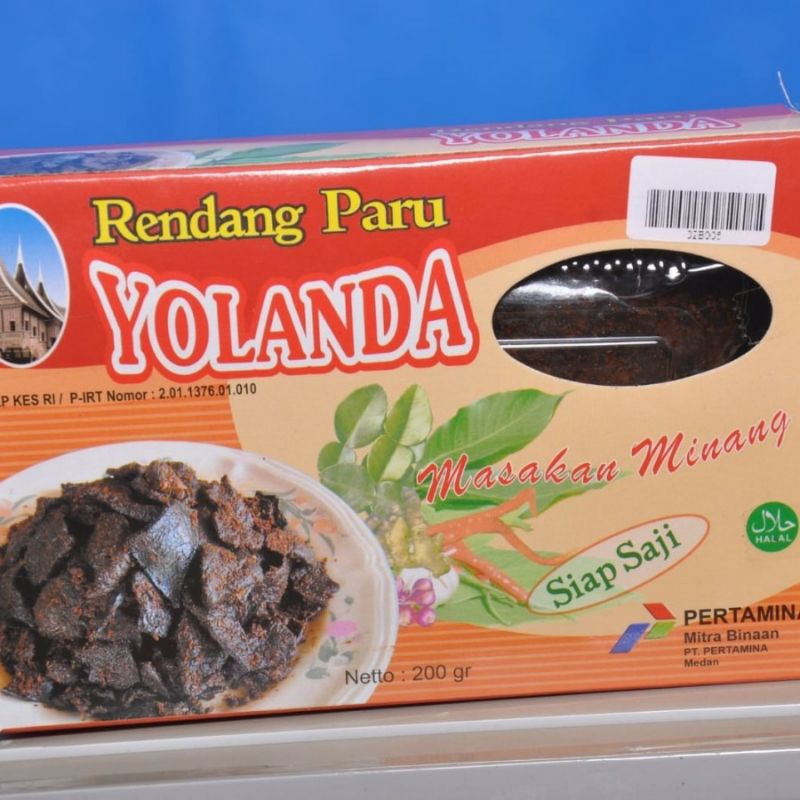 YOLANDA
Rendang Paru
YOLANDA
P KES RI / P-IRT Nomor : 2.01.1376.01.010
Masakan Minang
Siap Saji
حلال
HALAL
PERTAMINA
Mitra Binaan
PT. PERTAMINA
Medan
Netto : 200 gr